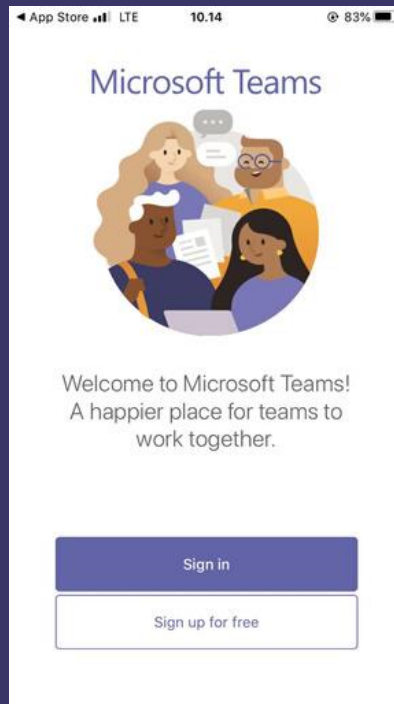 App Store LTE 10.14 83%
Microsoft Teams
Welcome to Microsoft Teams!
A happier place for teams to
work together.
Sign in
Sign up for free